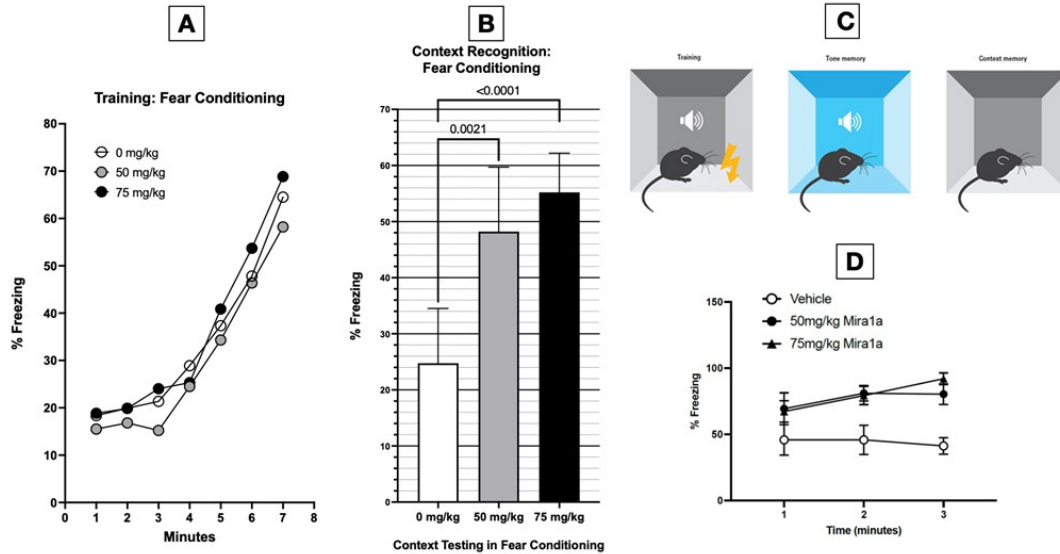 A
Training: Fear Conditioning
0 mg/kg
50 mg/kg
75 mg/kg
% Freezing
80
70
60
50
40
30
20
10
0
0 1 2 3 4 5 6 7 8
Minutes
B
Context Recognition:
Fear Conditioning
<0.0001
0.0021
% Freezing
70
60
50
40
30
20
10
0
0 mg/kg 50 mg/kg 75 mg/kg
Context Testing in Fear Conditioning
C
Training Tone memory Context memory
D
Vehicle
50mg/kg Mira1a
75mg/kg Mira1a
% Freezing
150
100
50
0
1 2 3
Time (minutes)